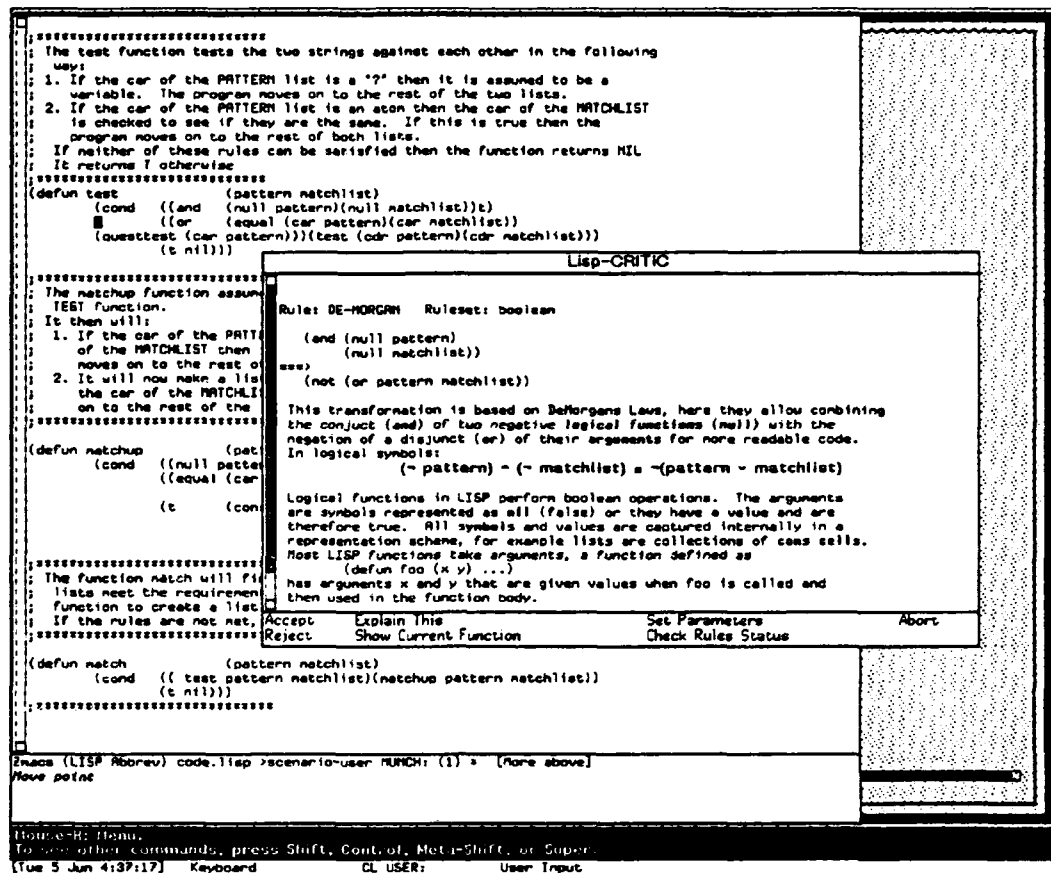 ; ****************************
; The test function tests the two strings against each other in the following
; way:
; 1. If the car of the PATTERN list is a "?" then it is assumed to be a
; variable. The program moves on to the rest of the two lists.
; 2. If the car of the PATTERN list is an atom then the car of the MATCHLIST
; is checked to see if they are the same. If this is true then the
; program moves on to the rest of both lists.
; If neither of these rules can be satisfied then the function returns NIL
; It returns T otherwise
; ****************************
(defun test (pattern matchlist)
(cond ((and (null pattern)(null matchlist))t)
((or (equal (car pattern)(car matchlist))
(questtest (car pattern)))(test (cdr pattern)(cdr matchlist)))
(t nil)))
; ****************************
; The matchup function assum
; TEST function.
; It then will:
; 1. If the car of the PATT
; of the MATCHLIST then
; moves on to the rest o
; 2. It will now make a lis
; the car of the MATCHLI
; on to the rest of the
; ****************************
(defun matchup (pat
(cond ((null patte
((equal (car
(t (con
; ****************************
; The function match will fi
; lists meet the requiremen
; function to create a list
; If the rules are not met,
; ****************************
(defun match (pattern matchlist)
(cond (( test pattern matchlist)(matchup pattern matchlist))
(t nil)))
; ****************************
Lisp-CRITIC
Rule: DE-MORGAN Ruleset: boolean
(and (null pattern)
(null matchlist))
===>
(not (or pattern matchlist))
This transformation is based on DeMorgans Laws, here they allow combining
the conjuct (and) of two negative logical functions (null) with the
negation of a disjunct (or) of their arguments for more readable code.
In logical symbols:
(~ pattern) ^ (~ matchlist) ≡ ~(pattern ˅ matchlist)
Logical functions in LISP perform boolean operations. The arguments
are symbols represented as nil (false) or they have a value and are
therefore true. All symbols and values are captured internally in a
representation scheme, for example lists are collections of cons cells.
Most LISP functions take arguments, a function defined as
(defun foo (x y) ...)
has arguments x and y that are given values when foo is called and
then used in the function body.
Accept Explain This Set Parameters Abort
Reject Show Current Function Check Rules Status
Zmacs (LISP Abbrev) code.lisp >scenario-user MUNCH: (1) * [More above]
Move point
Mouse-R: Menu.
To see other commands, press Shift, Control, Meta-Shift, or Super.
[Tue 5 Jun 4:37:17] Keyboard CL USER: User Input